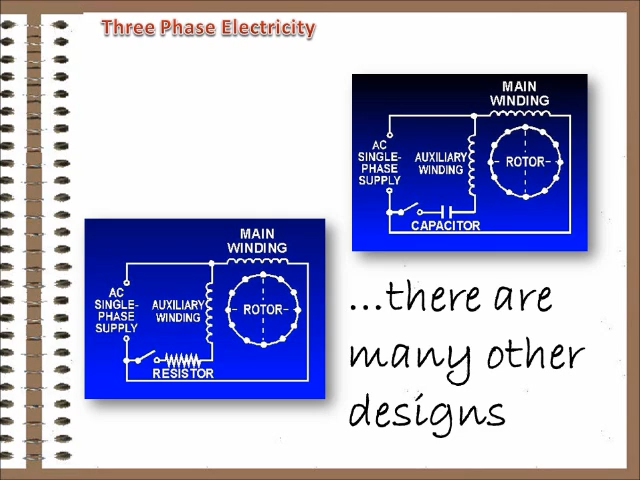 Three Phase Electricity
MAIN
WINDING
AC
SINGLE-
PHASE
SUPPLY
AUXILIARY
WINDING
ROTOR
CAPACITOR
MAIN
WINDING
AC
SINGLE-
PHASE
SUPPLY
AUXILIARY
WINDING
ROTOR
RESISTOR
...there are
many other
designs